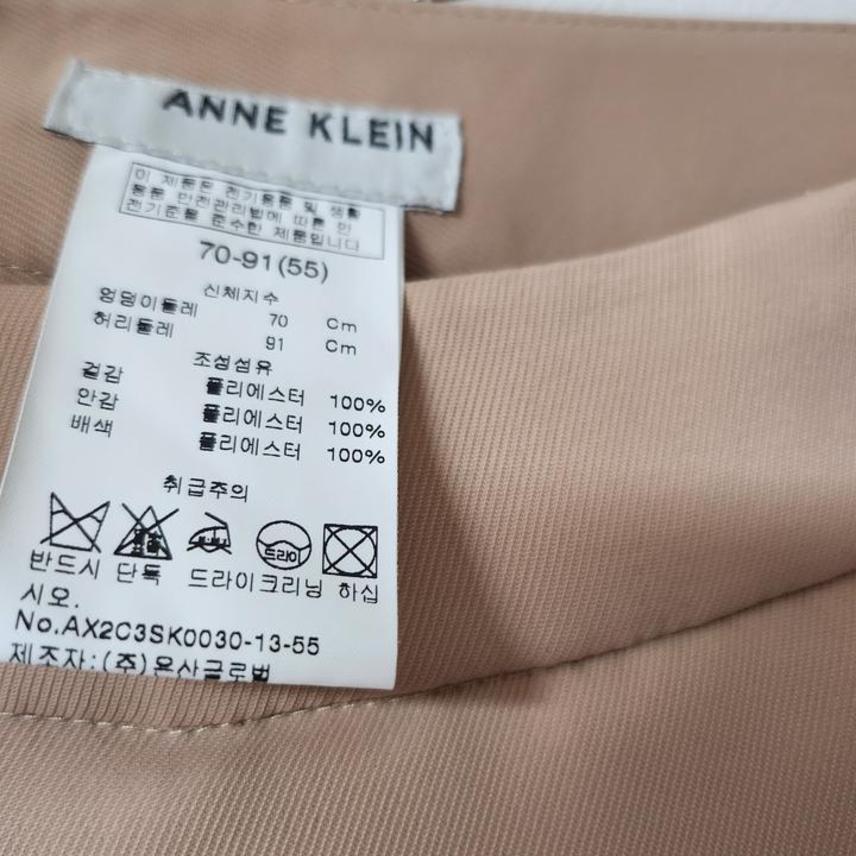 ANNE KLEIN
이 제품은 전기용품 및 생활
용품 안전관리법에 따른 안
전기준을 준수한 제품입니다
70-91(55)
신체지수
엉덩이둘레 70 Cm
허리둘레 91 Cm
조성섬유
겉감 폴리에스터 100%
안감 폴리에스터 100%
배색 폴리에스터 100%
취급주의
드라이
반드시 단독 드라이크리닝 하십
시오.
No.AX2C3SK0030-13-55
제조자:(주)온산글로벌